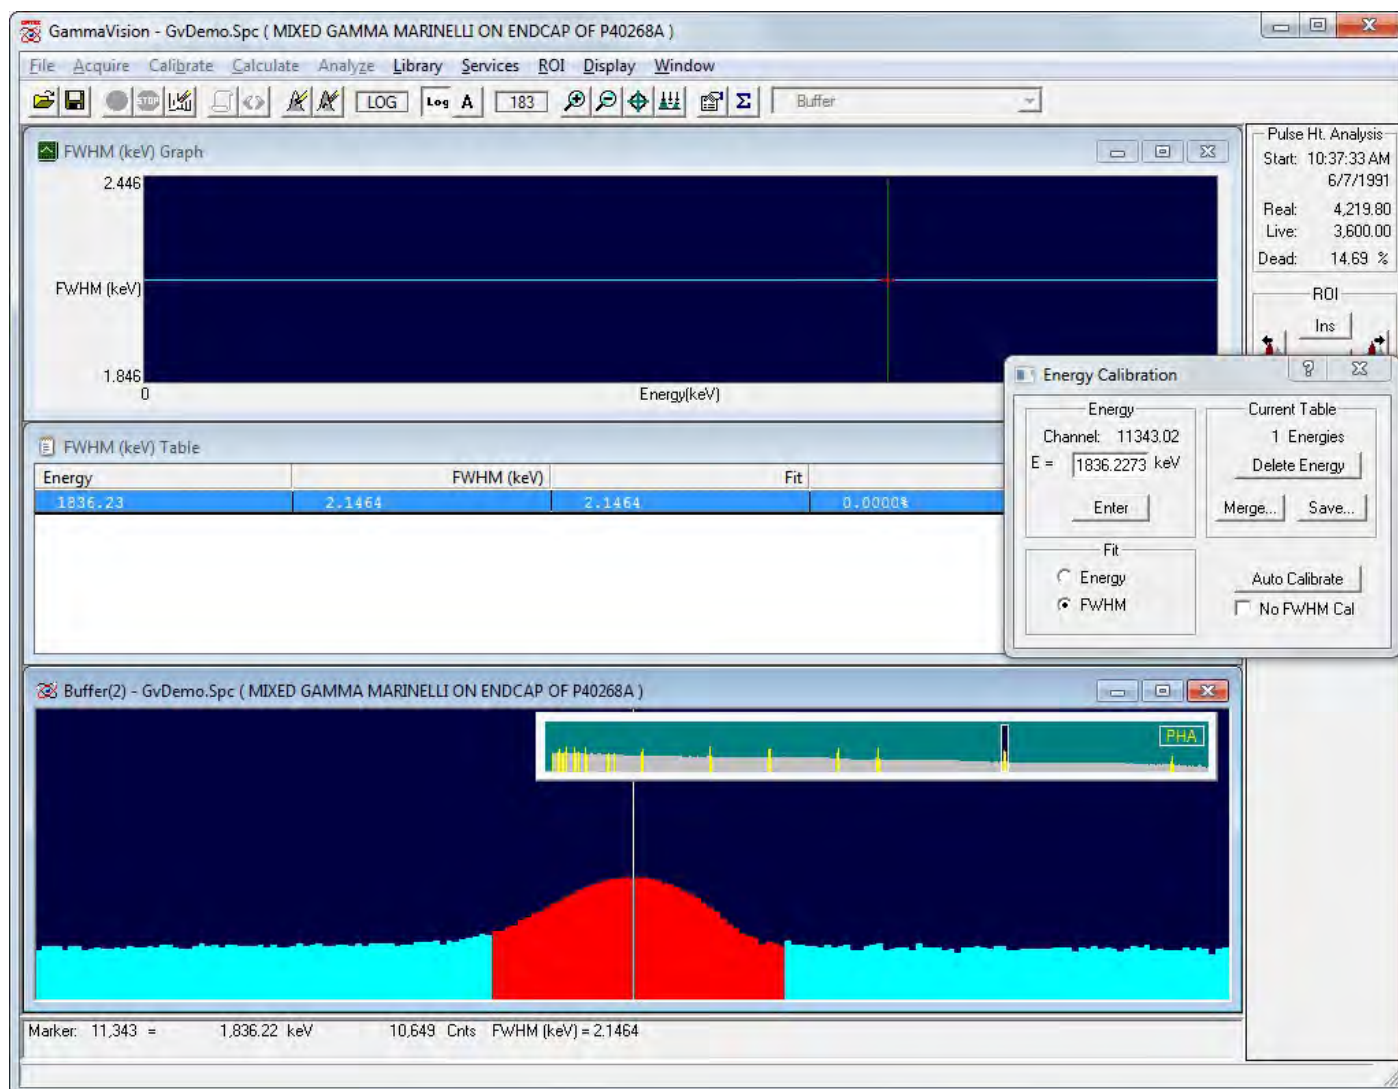 GammaVision - GvDemo.Spc ( MIXED GAMMA MARINELLI ON ENDCAP OF P40268A )
File Acquire Calibrate Calculate Analyze Library Services ROI Display Window
STOP LOG Log A 183 Σ Buffer
FWHM (keV) Graph
2.446
FWHM (keV)
1.846
0
Energy(keV)
Pulse Ht. Analysis
Start: 10:37:33 AM
6/7/1991
Real: 4,219.80
Live: 3,600.00
Dead: 14.69 %
ROI
Ins
Energy Calibration
Energy
Channel: 11343.02
E = 1836.2273 keV
Enter
Fit
Energy
FWHM
Current Table
1 Energies
Delete Energy
Merge... Save...
Auto Calibrate
No FWHM Cal
FWHM (keV) Table
Energy FWHM (keV) Fit
1836.23 2.1464 2.1464 0.0000%
Buffer(2) - GvDemo.Spc ( MIXED GAMMA MARINELLI ON ENDCAP OF P40268A )
PHA
Marker: 11,343 = 1,836.22 keV 10,649 Cnts FWHM (keV) = 2.1464